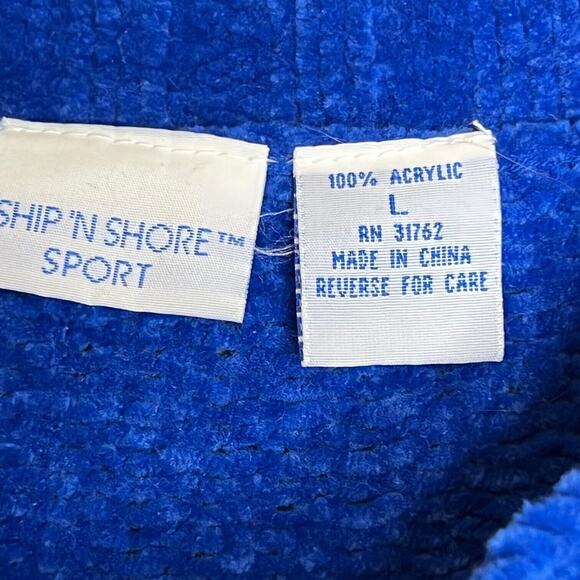 SHIP 'N SHORE™
SPORT
100% ACRYLIC
L
RN 31762
MADE IN CHINA
REVERSE FOR CARE